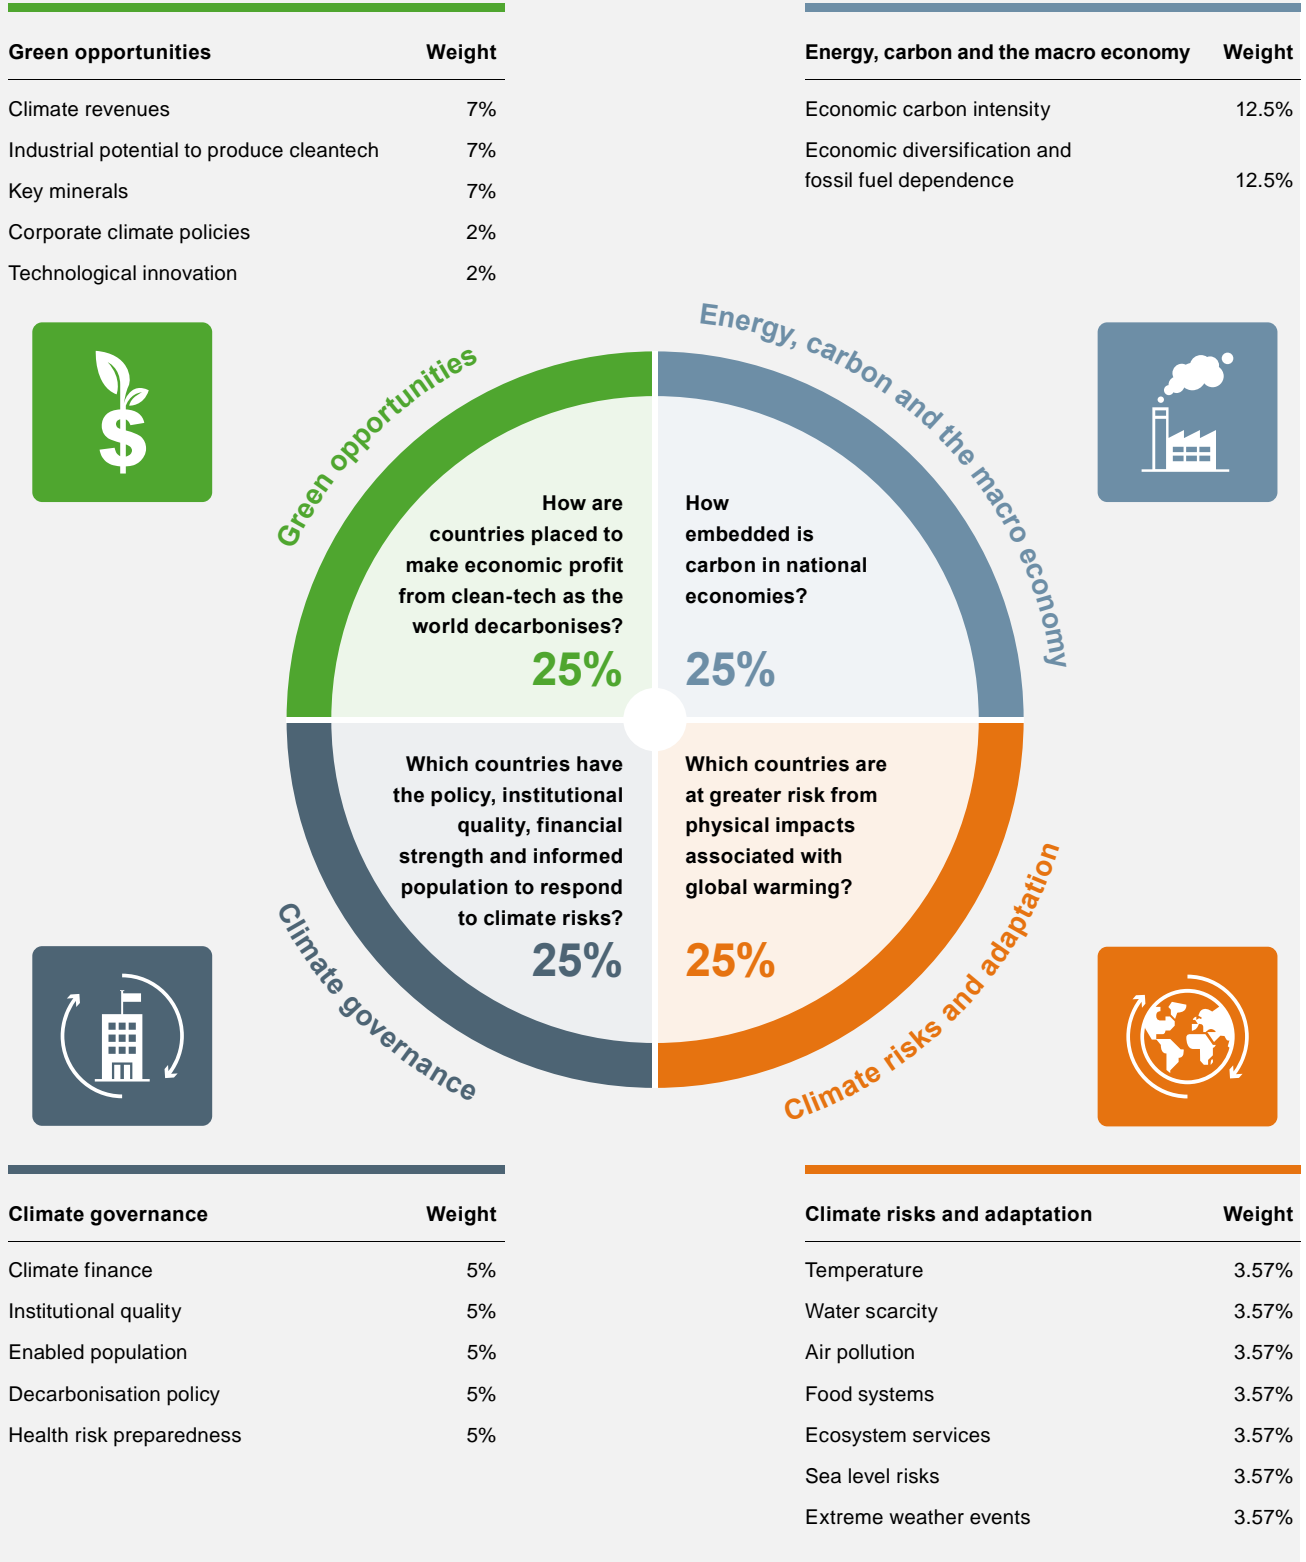 Green opportunities Weight
Climate revenues 7%
Industrial potential to produce cleantech 7%
Key minerals 7%
Corporate climate policies 2%
Technological innovation 2%
Energy, carbon and the macro economy Weight
Economic carbon intensity 12.5%
Economic diversification and
fossil fuel dependence 12.5%
Green opportunities
$
How are
countries placed to
make economic profit
from clean-tech as the
world decarbonises?
25%
Energy, carbon and the macro economy
How
embedded is
carbon in national
economies?
25%
Climate governance
Which countries have
the policy, institutional
quality, financial
strength and informed
population to respond
to climate risks?
25%
Climate risks and adaptation
Which countries are
at greater risk from
physical impacts
associated with
global warming?
25%
Climate governance Weight
Climate finance 5%
Institutional quality 5%
Enabled population 5%
Decarbonisation policy 5%
Health risk preparedness 5%
Climate risks and adaptation Weight
Temperature 3.57%
Water scarcity 3.57%
Air pollution 3.57%
Food systems 3.57%
Ecosystem services 3.57%
Sea level risks 3.57%
Extreme weather events 3.57%